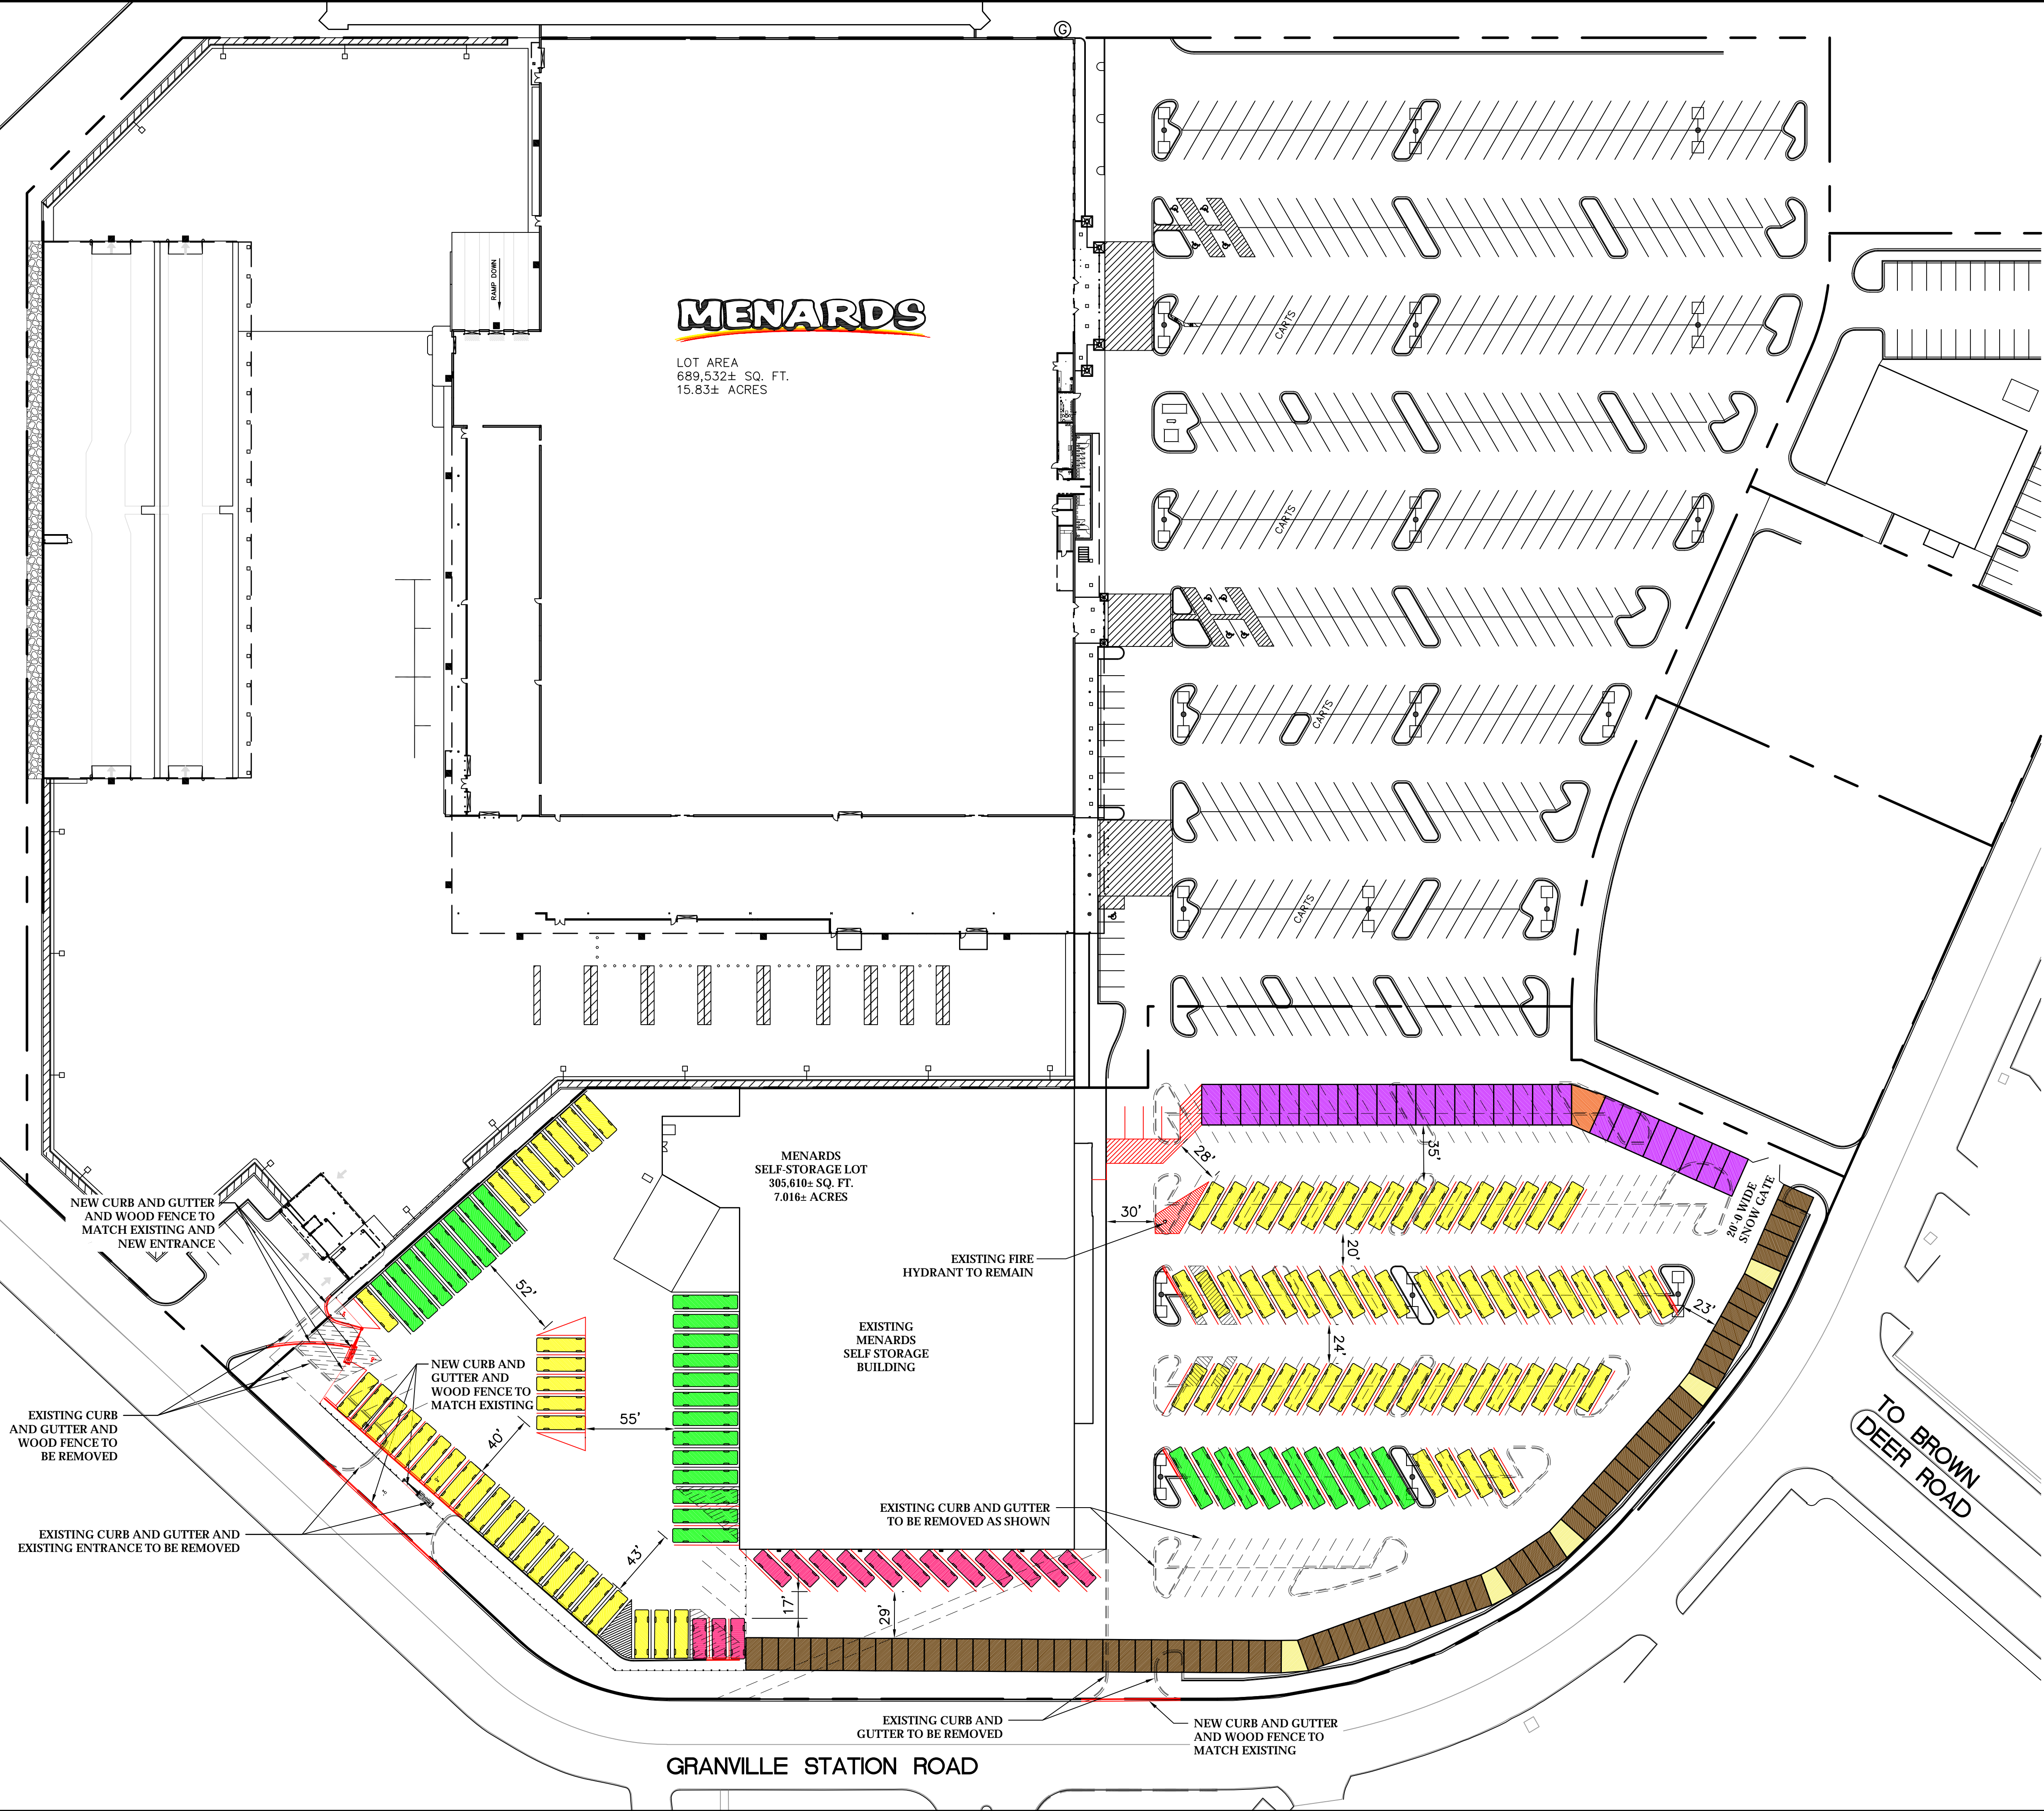 G
RAMP DOWN
MENARDS
LOT AREA
689,532± SQ. FT.
15.83± ACRES
CARTS
CARTS
CARTS
CARTS
MENARDS
SELF-STORAGE LOT
305,610± SQ. FT.
7.016± ACRES
28'
35'
30'
20'-0 WIDE
SNOW GATE
NEW CURB AND GUTTER
AND WOOD FENCE TO
MATCH EXISTING AND
NEW ENTRANCE
EXISTING FIRE
HYDRANT TO REMAIN
20'
52'
23'
24'
EXISTING
MENARDS
SELF STORAGE
BUILDING
NEW CURB AND
GUTTER AND
WOOD FENCE TO
MATCH EXISTING
EXISTING CURB
AND GUTTER AND
WOOD FENCE TO
BE REMOVED
55'
40'
TO BROWN
DEER ROAD
EXISTING CURB AND GUTTER
TO BE REMOVED AS SHOWN
EXISTING CURB AND GUTTER AND
EXISTING ENTRANCE TO BE REMOVED
43'
17'
29'
EXISTING CURB AND
GUTTER TO BE REMOVED
NEW CURB AND GUTTER
AND WOOD FENCE TO
MATCH EXISTING
GRANVILLE STATION ROAD